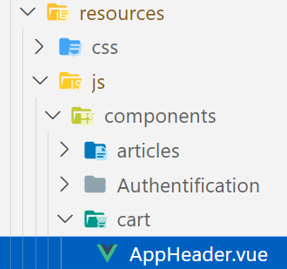 resources
css
js
components
articles
Authentification
cart
AppHeader.vue